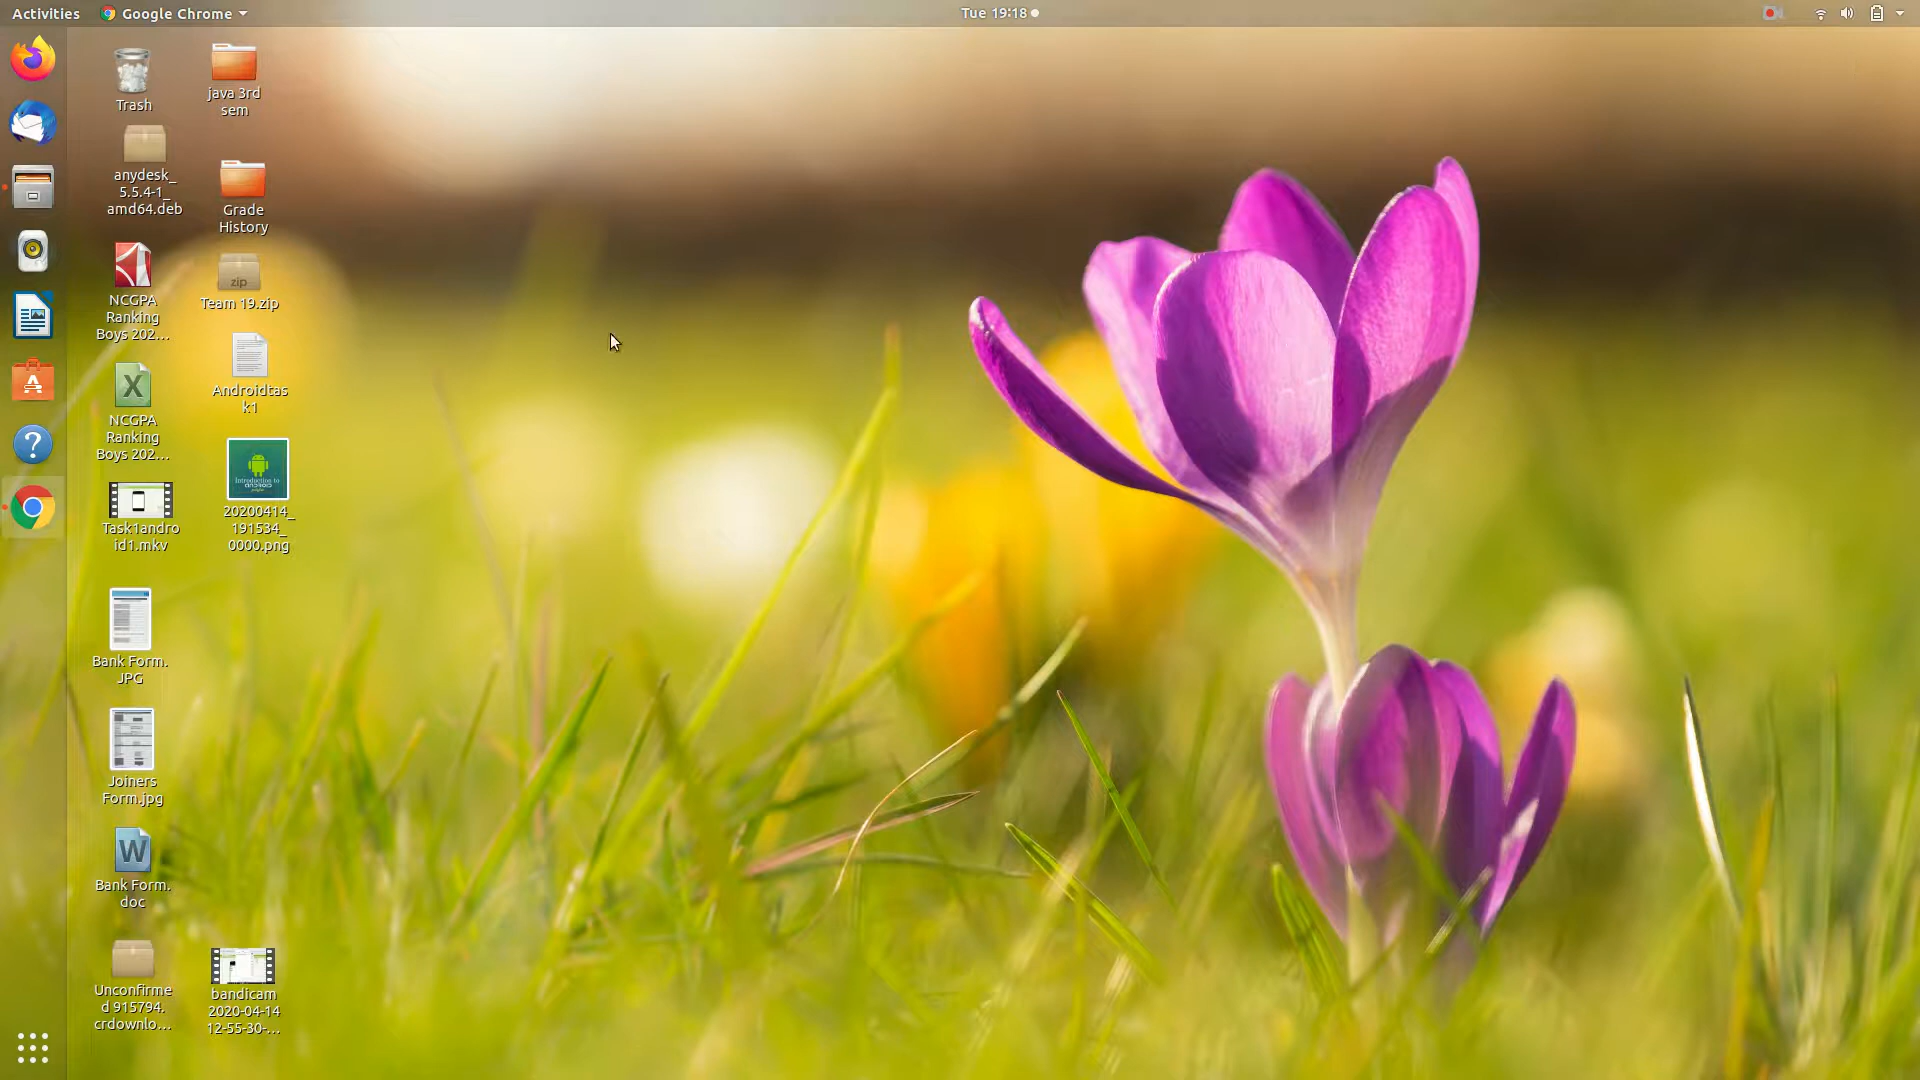 Activities
Google Chrome
Tue 19:18
Trash
java 3rd
sem
anydesk_
5.5.4-1_
amd64.deb
Grade
History
NCGPA
Ranking
Boys 202...
zip
Team 19.zip
Androidtas
k1
NCGPA
Ranking
Boys 202...
Introduction to
android
20200414_
191534_
0000.png
Task1andro
id1.mkv
Bank Form.
JPG
Joiners
Form.jpg
W
Bank Form.
doc
Unconfirme
d 915794.
crdownlo...
bandicam
2020-04-14
12-55-30-...